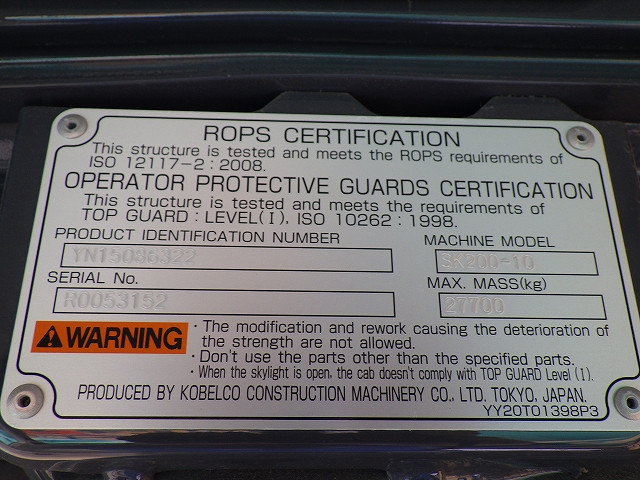 ROPS CERTIFICATION
This structure is tested and meets the ROPS requirements of
ISO 12117-2:2008.
OPERATOR PROTECTIVE GUARDS CERTIFICATION
This structure is tested and meets the requirements of
TOP GUARD : LEVEL(I). ISO 10262 : 1998.
PRODUCT IDENTIFICATION NUMBER
YN15086322
MACHINE MODEL
SK200-10
SERIAL No.
R0053152
MAX. MASS(kg)
27700
WARNING
・The modification and rework causing the deterioration of
the strength are not allowed.
・Don't use the parts other than the specified parts.
・When the skylight is open, the cab doesn't comply with TOP GUARD Level (I).
PRODUCED BY KOBELCO CONSTRUCTION MACHINERY CO., LTD. TOKYO, JAPAN.
YY20T01398P3